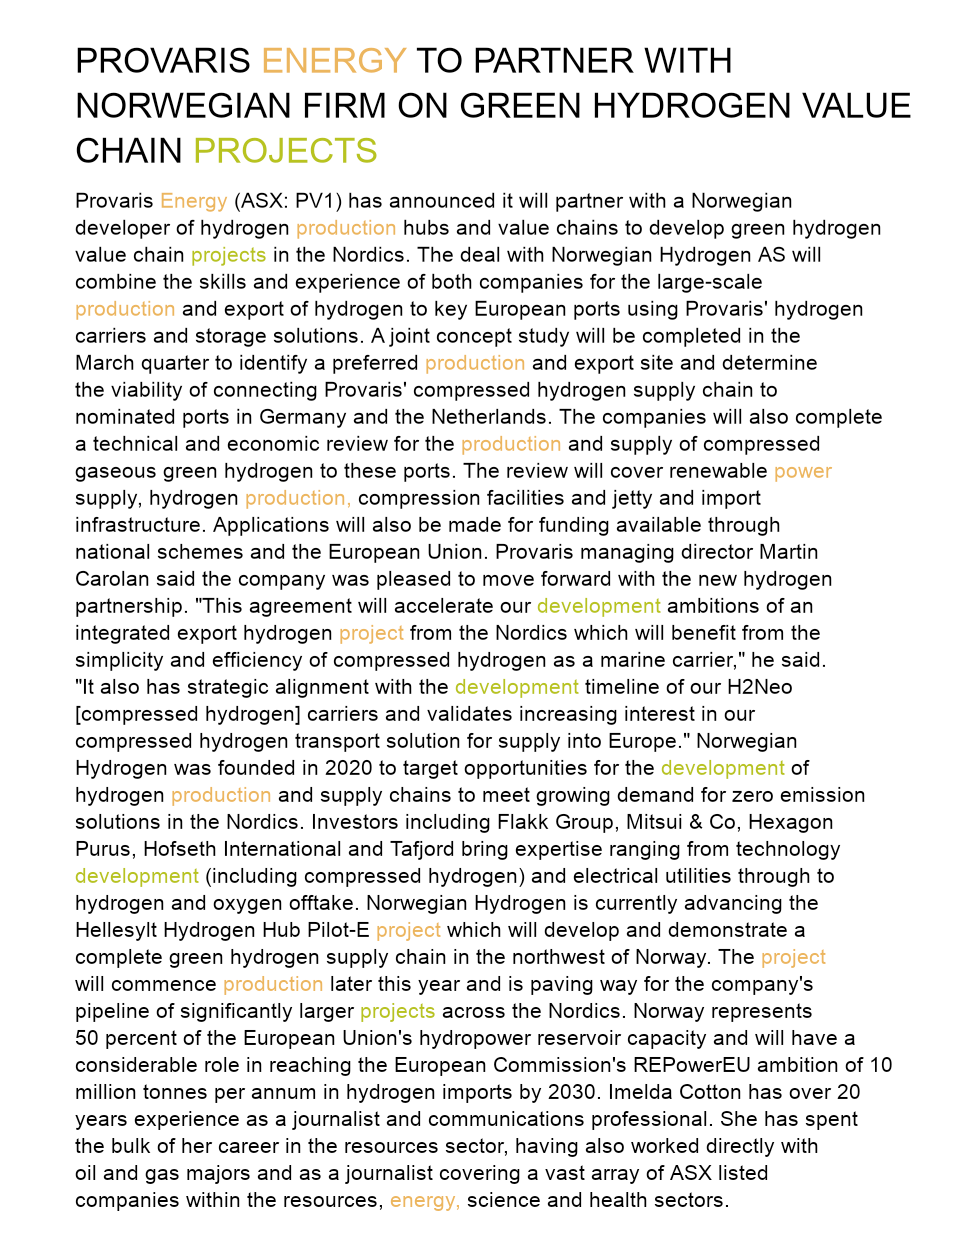 PROVARIS ENERGY TO PARTNER WITH
NORWEGIAN FIRM ON GREEN HYDROGEN VALUE
CHAIN PROJECTS
Provaris Energy (ASX: PV1) has announced it will partner with a Norwegian
developer of hydrogen production hubs and value chains to develop green hydrogen
value chain projects in the Nordics. The deal with Norwegian Hydrogen AS will
combine the skills and experience of both companies for the large-scale
production and export of hydrogen to key European ports using Provaris' hydrogen
carriers and storage solutions. A joint concept study will be completed in the
March quarter to identify a preferred production and export site and determine
the viability of connecting Provaris' compressed hydrogen supply chain to
nominated ports in Germany and the Netherlands. The companies will also complete
a technical and economic review for the production and supply of compressed
gaseous green hydrogen to these ports. The review will cover renewable power
supply, hydrogen production, compression facilities and jetty and import
infrastructure. Applications will also be made for funding available through
national schemes and the European Union. Provaris managing director Martin
Carolan said the company was pleased to move forward with the new hydrogen
partnership. "This agreement will accelerate our development ambitions of an
integrated export hydrogen project from the Nordics which will benefit from the
simplicity and efficiency of compressed hydrogen as a marine carrier," he said.
"It also has strategic alignment with the development timeline of our H2Neo
[compressed hydrogen] carriers and validates increasing interest in our
compressed hydrogen transport solution for supply into Europe." Norwegian
Hydrogen was founded in 2020 to target opportunities for the development of
hydrogen production and supply chains to meet growing demand for zero emission
solutions in the Nordics. Investors including Flakk Group, Mitsui & Co, Hexagon
Purus, Hofseth International and Tafjord bring expertise ranging from technology
development (including compressed hydrogen) and electrical utilities through to
hydrogen and oxygen offtake. Norwegian Hydrogen is currently advancing the
Hellesylt Hydrogen Hub Pilot-E project which will develop and demonstrate a
complete green hydrogen supply chain in the northwest of Norway. The project
will commence production later this year and is paving way for the company's
pipeline of significantly larger projects across the Nordics. Norway represents
50 percent of the European Union's hydropower reservoir capacity and will have a
considerable role in reaching the European Commission's REPowerEU ambition of 10
million tonnes per annum in hydrogen imports by 2030. Imelda Cotton has over 20
years experience as a journalist and communications professional. She has spent
the bulk of her career in the resources sector, having also worked directly with
oil and gas majors and as a journalist covering a vast array of ASX listed
companies within the resources, energy, science and health sectors.